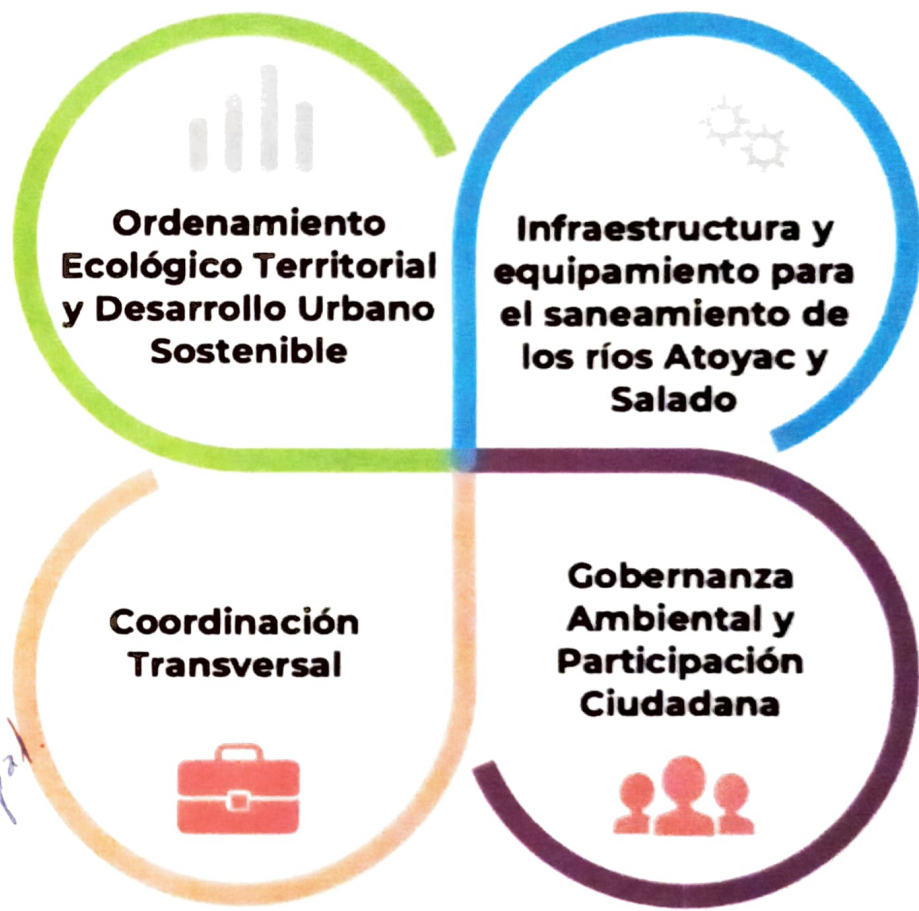 Ordenamiento
Ecológico Territorial
y Desarrollo Urbano
Sostenible
Infraestructura y
equipamiento para
el saneamiento de
los ríos Atoyac y
Salado
Coordinación
Transversal
Gobernanza
Ambiental y
Participación
Ciudadana